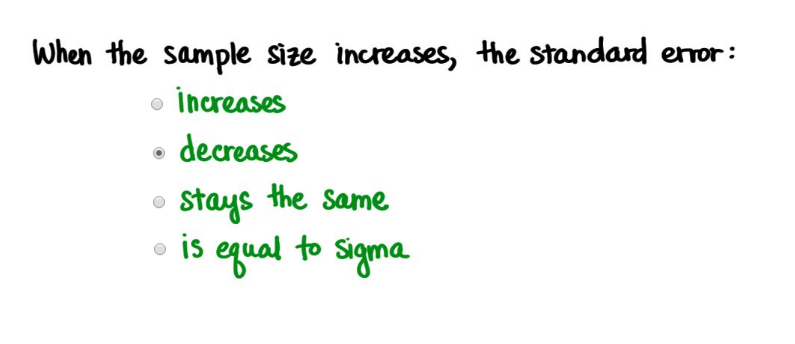 When the sample size increases, the standard error:
increases
decreases
stays the same
is equal to sigma